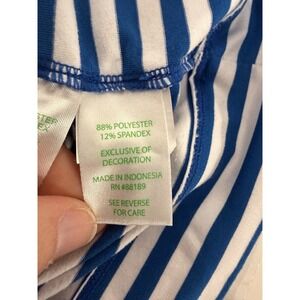 88% POLYESTER
12% SPANDEX
EXCLUSIVE OF
DECORATION
MADE IN INDONESIA
RN #88189
SEE REVERSE
FOR CARE